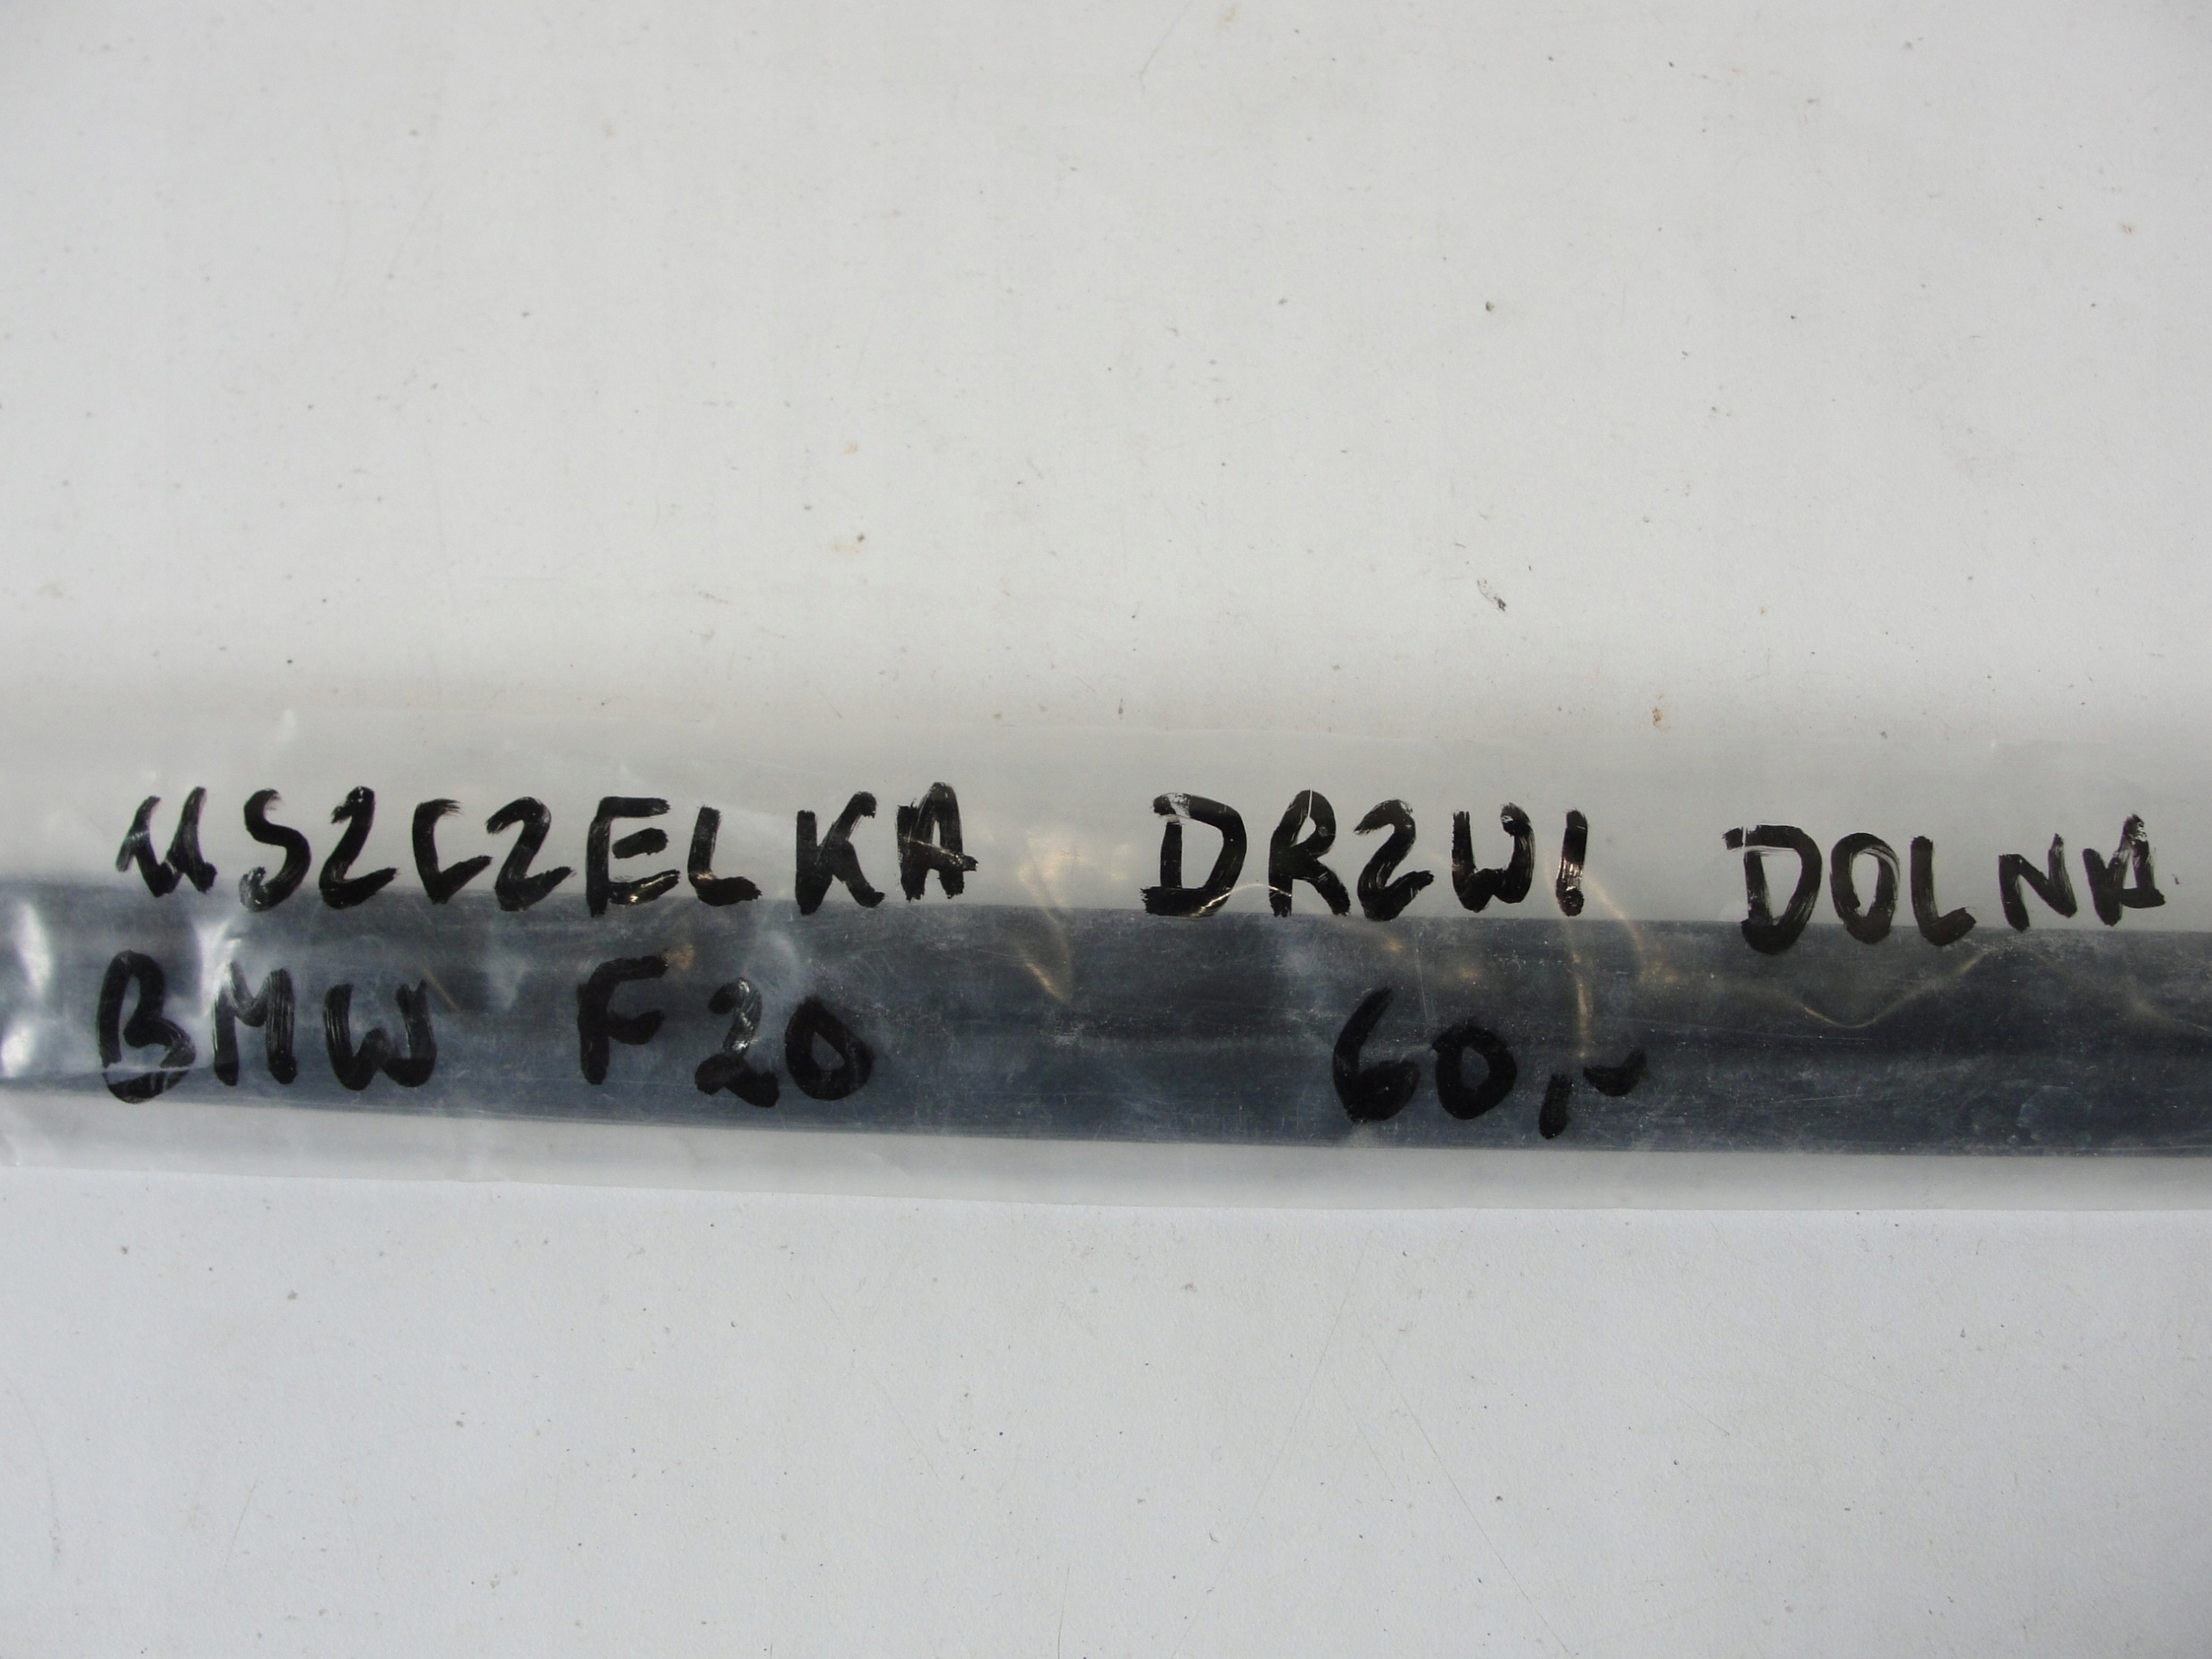 USZCZELKA DRZWI DOLNA
BMW F20 60,-